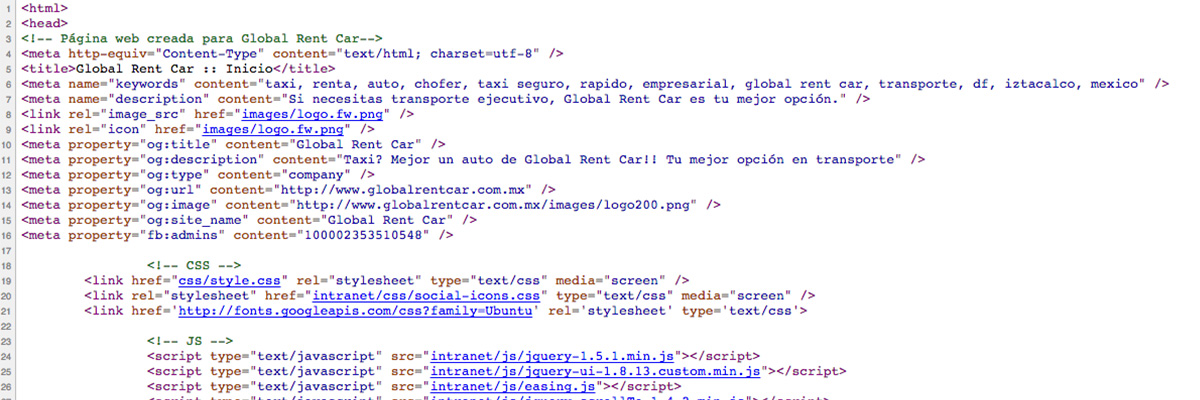 1 <html>
2 <head>
3 <!-- Página web creada para Global Rent Car-->
4 <meta http-equiv="Content-Type" content="text/html; charset=utf-8" />
5 <title>Global Rent Car :: Inicio</title>
6 <meta name="keywords" content="taxi, renta, auto, chofer, taxi seguro, rapido, empresarial, global rent car, transporte, df, iztacalco, mexico" />
7 <meta name="description" content="Si necesitas transporte ejecutivo, Global Rent Car es tu mejor opción." />
8 <link rel="image_src" href="images/logo.fw.png" />
9 <link rel="icon" href="images/logo.fw.png" />
10 <meta property="og:title" content="Global Rent Car" />
11 <meta property="og:description" content="Taxi? Mejor un auto de Global Rent Car!! Tu mejor opción en transporte" />
12 <meta property="og:type" content="company" />
13 <meta property="og:url" content="http://www.globalrentcar.com.mx" />
14 <meta property="og:image" content="http://www.globalrentcar.com.mx/images/logo200.png" />
15 <meta property="og:site_name" content="Global Rent Car" />
16 <meta property="fb:admins" content="100002353510548" />
17
18 <!-- CSS -->
19 <link href="css/style.css" rel="stylesheet" type="text/css" media="screen" />
20 <link rel="stylesheet" href="intranet/css/social-icons.css" type="text/css" media="screen" />
21 <link href='http://fonts.googleapis.com/css?family=Ubuntu' rel='stylesheet' type='text/css'>
22
23 <!-- JS -->
24 <script type="text/javascript" src="intranet/js/jquery-1.5.1.min.js"></script>
25 <script type="text/javascript" src="intranet/js/jquery-ui-1.8.13.custom.min.js"></script>
26 <script type="text/javascript" src="intranet/js/easing.js"></script>